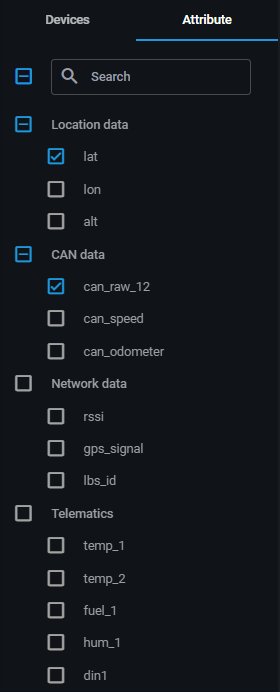 Devices Attribute
Search
Location data
lat
lon
alt
CAN data
can_raw_12
can_speed
can_odometer
Network data
rssi
gps_signal
lbs_id
Telematics
temp_1
temp_2
fuel_1
hum_1
din1